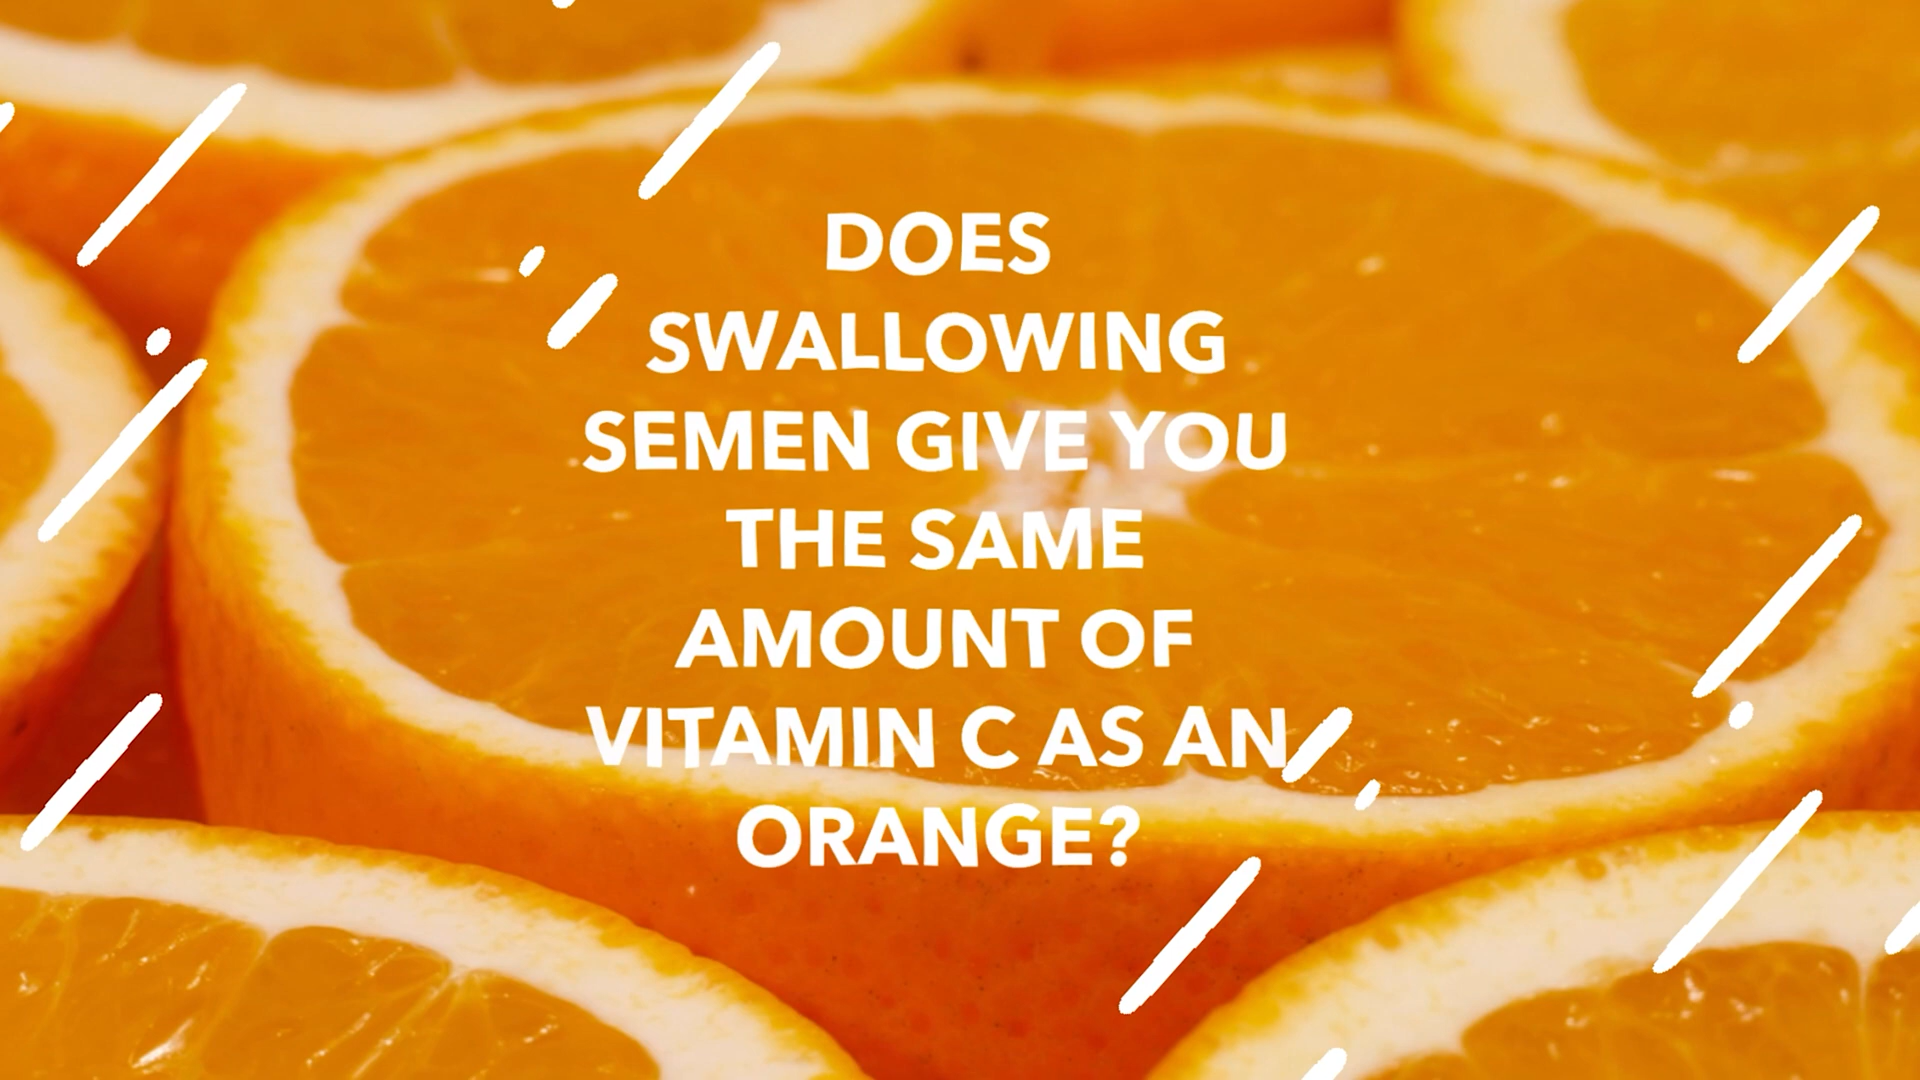 DOES
SWALLOWING
SEMEN GIVE YOU
THE SAME
AMOUNT OF
VITAMIN C AS AN
ORANGE?